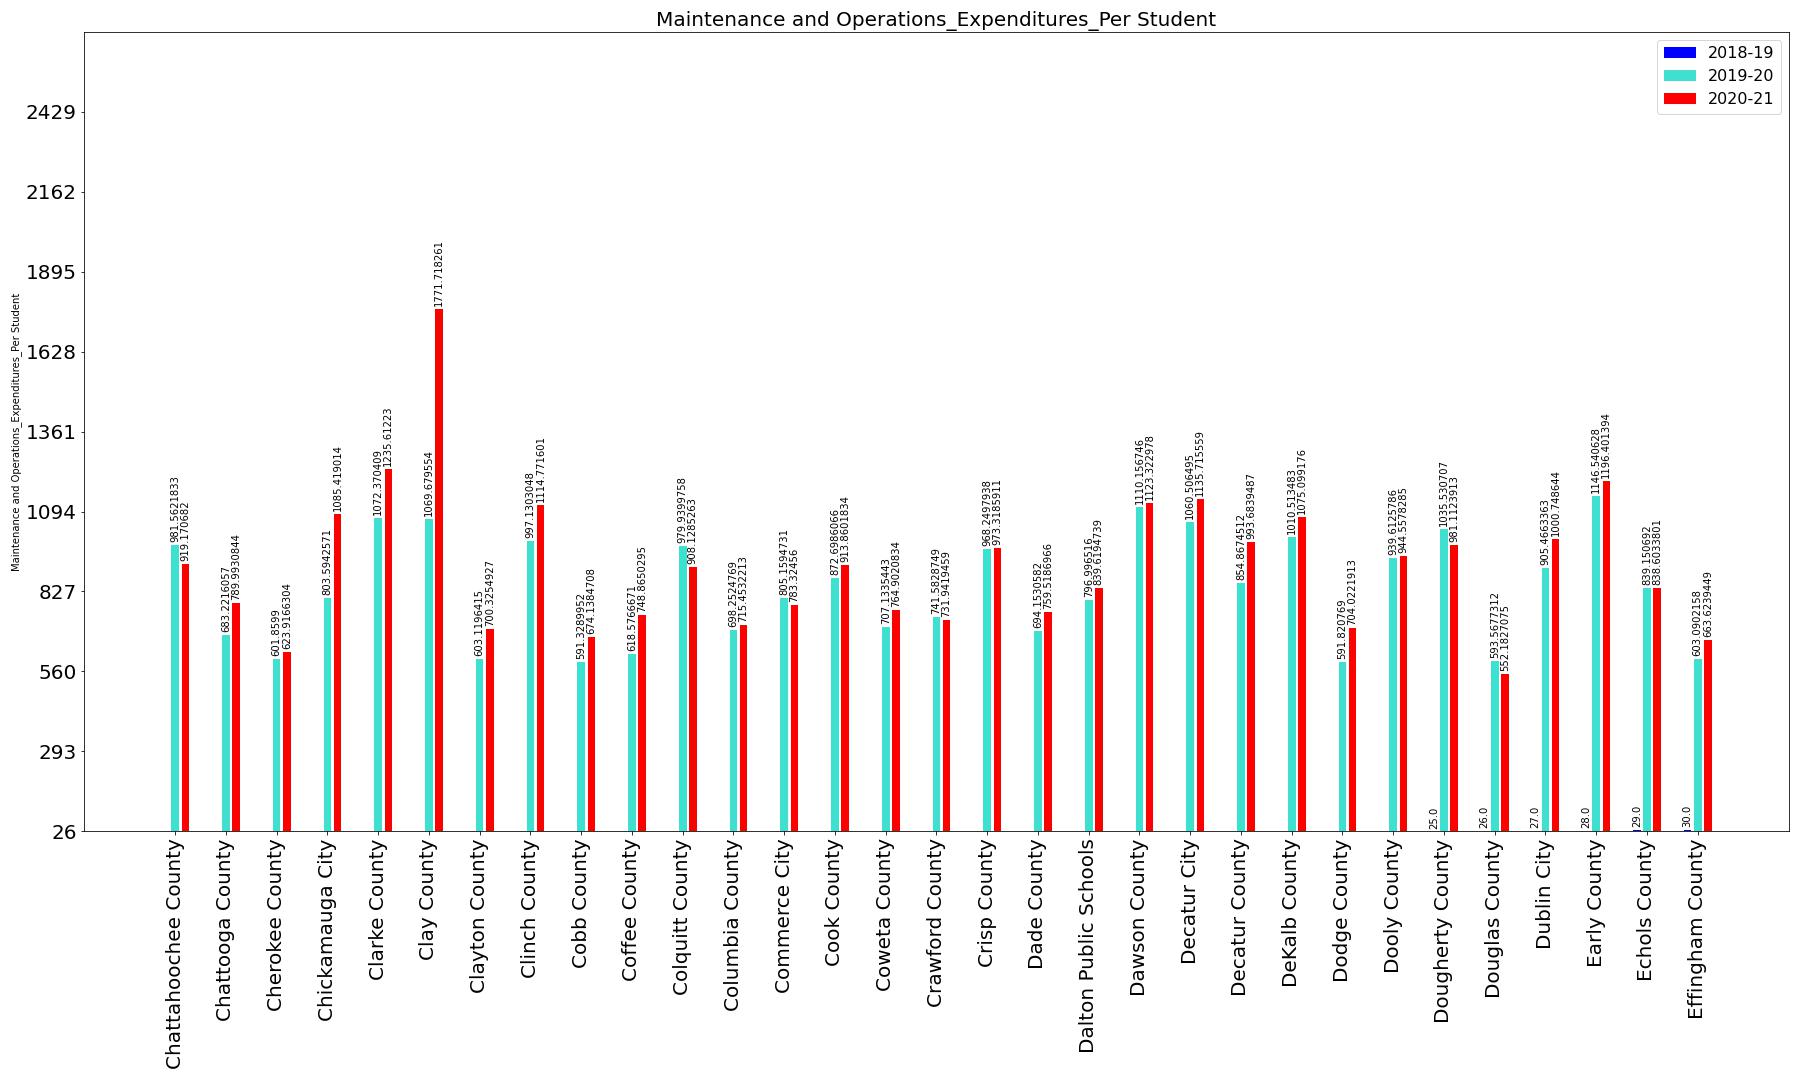 Maintenance and Operations_Expenditures_Per Student
2018-19
2019-20
2020-21
Maintenance and Operations_Expenditures_Per Student
2429
2162
1895
1628
1361
1094
827
560
293
26
981.5621833
919.170682
683.2216057
789.9930844
601.8599
623.9166304
803.5942571
1085.419014
1072.370409
1235.61223
1069.679554
1771.718261
603.1196415
700.3254927
997.1303048
1114.771601
591.3289952
674.1384708
618.5766671
748.8650295
979.9399758
908.1285263
698.2524769
715.4532213
805.1594731
783.32456
872.6986066
913.8601834
707.1335443
764.9020834
741.5828749
731.9419459
968.2497938
973.3185911
694.1530582
759.5186966
796.996516
839.6194739
1110.156746
1123.322978
1060.506495
1135.715559
854.8674512
993.6839487
1010.513483
1075.099176
591.820769
704.0221913
939.6125786
944.5578285
25.0
1035.530707
981.1123913
26.0
593.5677312
552.1827075
27.0
905.4663363
1000.748644
28.0
1146.540628
1196.401394
29.0
839.150692
838.6033801
30.0
603.0902158
663.6239449
Chattahoochee County
Chattooga County
Cherokee County
Chickamauga City
Clarke County
Clay County
Clayton County
Clinch County
Cobb County
Coffee County
Colquitt County
Columbia County
Commerce City
Cook County
Coweta County
Crawford County
Crisp County
Dade County
Dalton Public Schools
Dawson County
Decatur City
Decatur County
DeKalb County
Dodge County
Dooly County
Dougherty County
Douglas County
Dublin City
Early County
Echols County
Effingham County